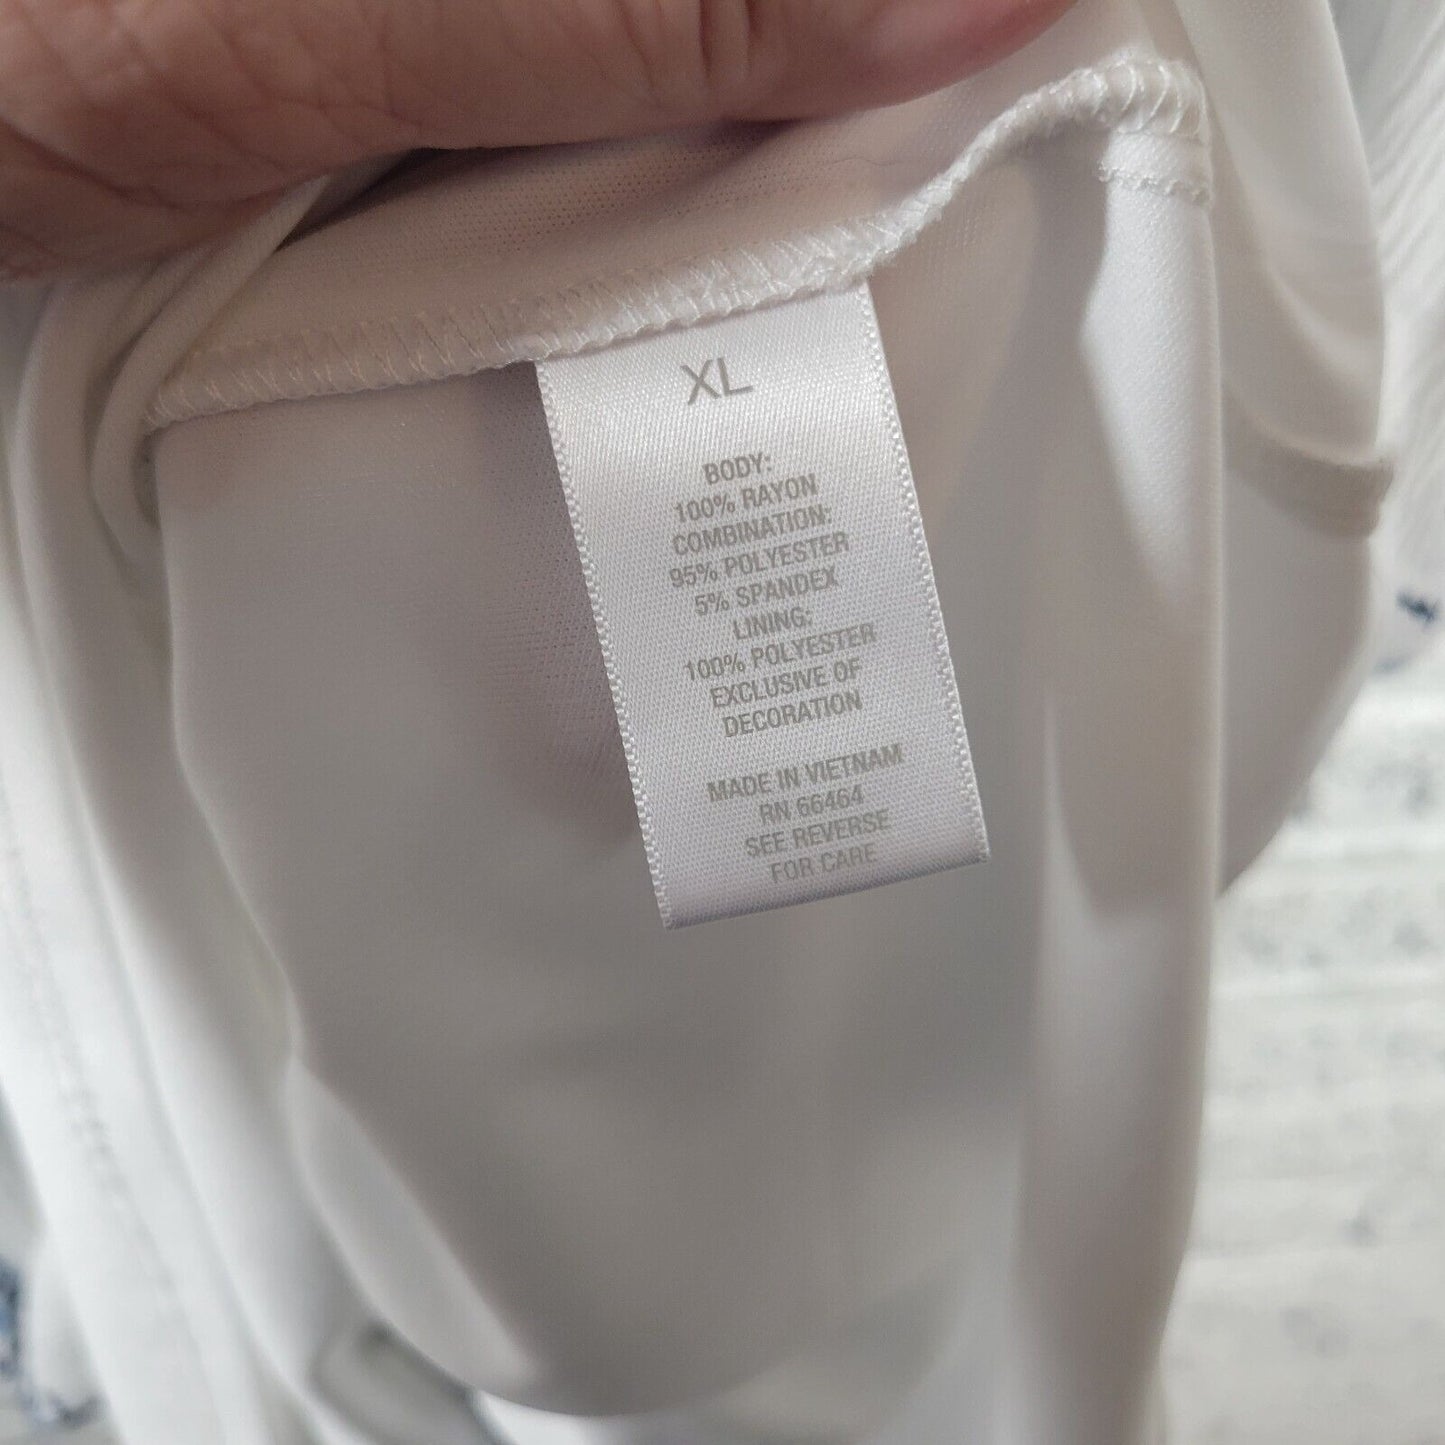 XL
BODY:
100% RAYON
COMBINATION:
95% POLYESTER
5% SPANDEX
LINING:
100% POLYESTER
EXCLUSIVE OF
DECORATION
MADE IN VIETNAM
RN 66464
SEE REVERSE
FOR CARE